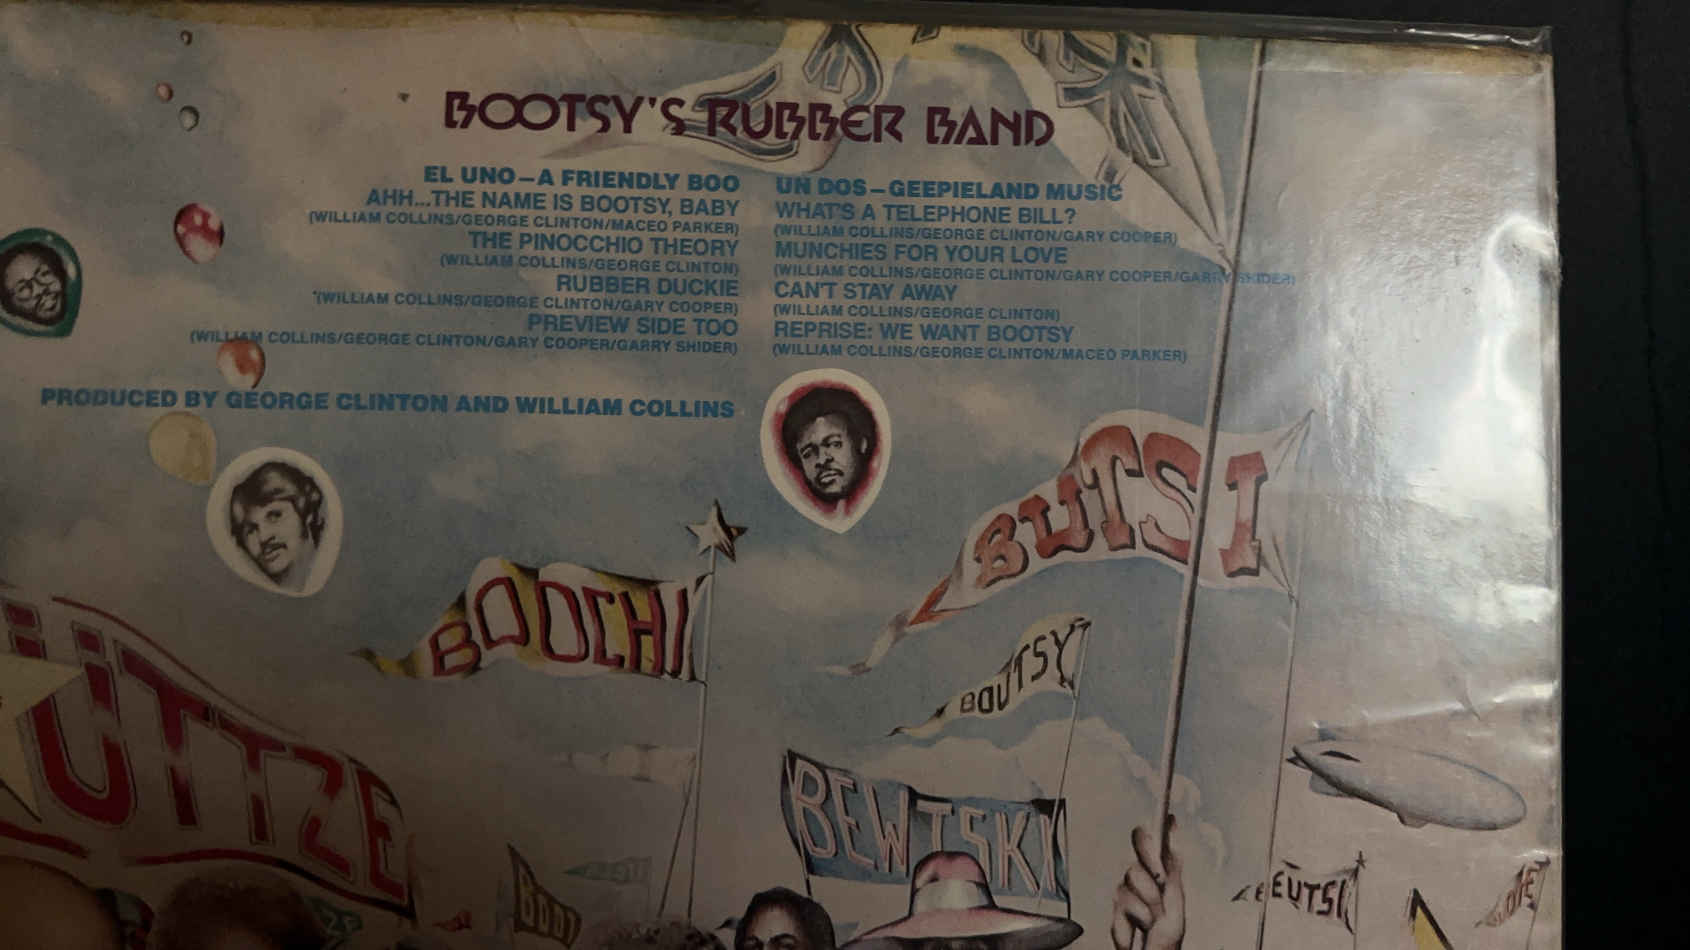 BOOTSY'S RUBBER BAND
EL UNO–A FRIENDLY BOO
AHH...THE NAME IS BOOTSY, BABY
(WILLIAM COLLINS/GEORGE CLINTON/MACEO PARKER)
THE PINOCCHIO THEORY
(WILLIAM COLLINS/GEORGE CLINTON)
RUBBER DUCKIE
(WILLIAM COLLINS/GEORGE CLINTON/GARY COOPER)
PREVIEW SIDE TOO
(WILLIAM COLLINS/GEORGE CLINTON/GARY COOPER/GARRY SHIDER)
UN DOS–GEEPIELAND MUSIC
WHAT'S A TELEPHONE BILL?
(WILLIAM COLLINS/GEORGE CLINTON/GARY COOPER)
MUNCHIES FOR YOUR LOVE
(WILLIAM COLLINS/GEORGE CLINTON/GARY COOPER/GARRY SHIDER)
CAN'T STAY AWAY
(WILLIAM COLLINS/GEORGE CLINTON)
REPRISE: WE WANT BOOTSY
(WILLIAM COLLINS/GEORGE CLINTON/MACEO PARKER)
PRODUCED BY GEORGE CLINTON AND WILLIAM COLLINS
BUTSI
BOOCHI
BOUTSY
ÜTTZE
BEWTSKI
EUTSI